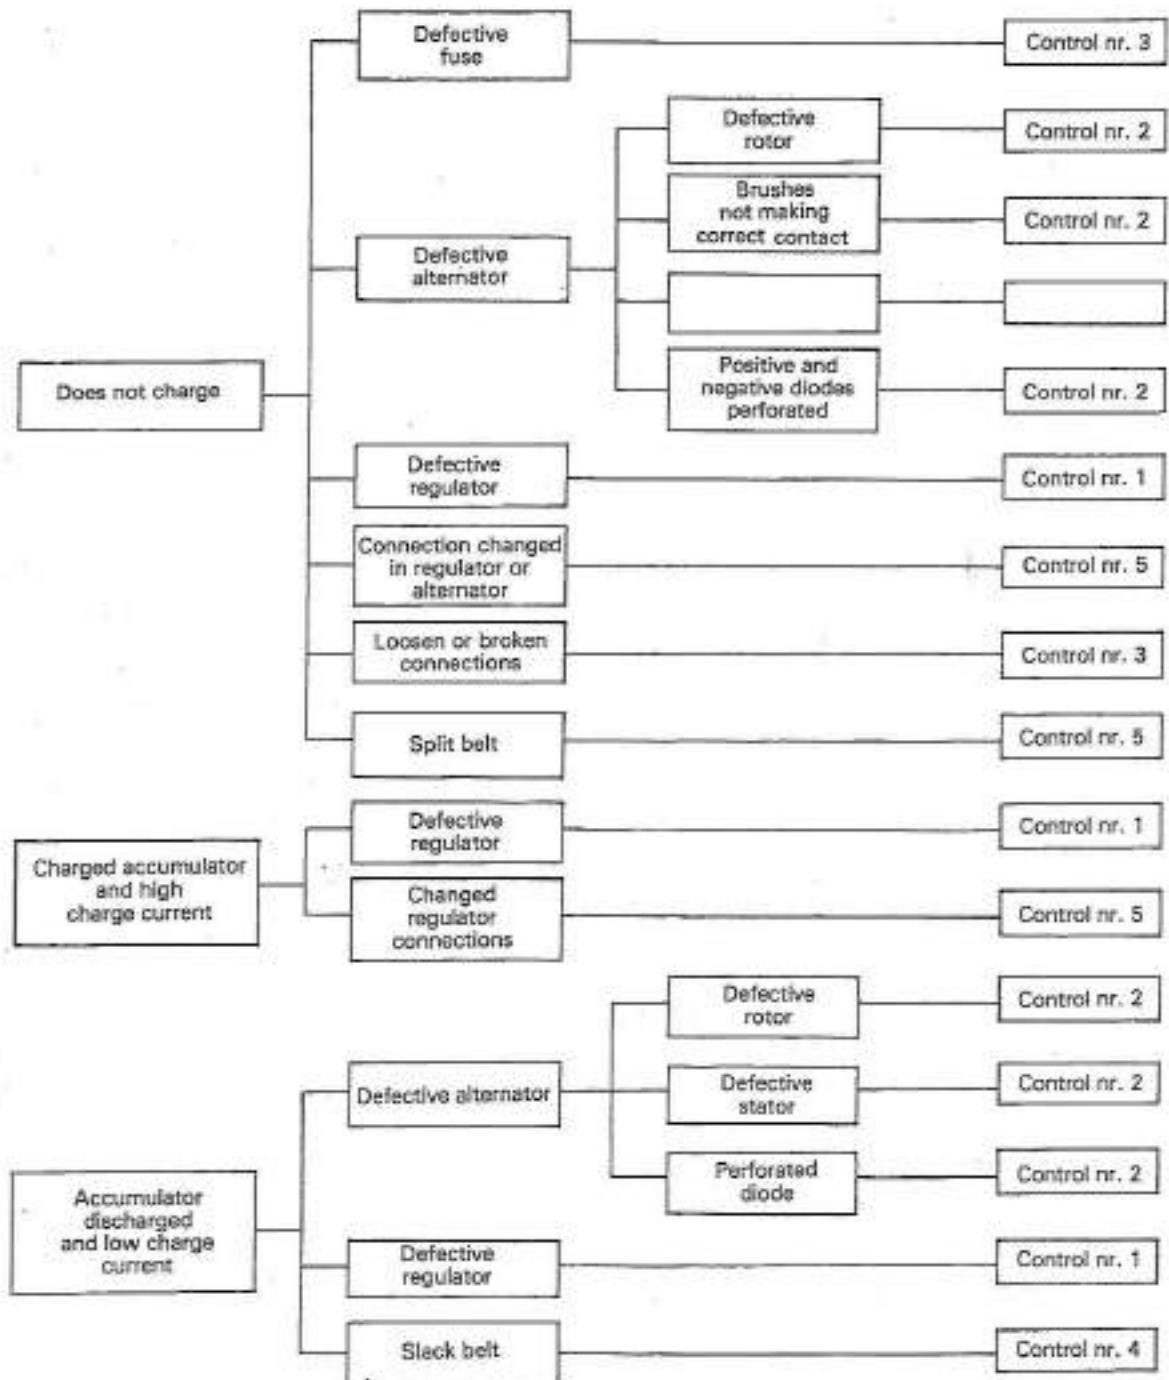 Defective
fuse
Control nr. 3
Defective
rotor
Control nr. 2
Brushes
not making
correct contact
Control nr. 2
Defective
alternator
Positive and
negative diodes
perforated
Control nr. 2
Does not charge
Defective
regulator
Control nr. 1
Connection changed
in regulator or
alternator
Control nr. 5
Loosen or broken
connections
Control nr. 3
Split belt
Control nr. 5
Charged accumulator
and high
charge current
Defective
regulator
Control nr. 1
Changed
regulator
connections
Control nr. 5
Defective
rotor
Control nr. 2
Defective alternator
Defective
stator
Control nr. 2
Perforated
diode
Control nr. 2
Accumulator
discharged
and low charge
current
Defective
regulator
Control nr. 1
Slack belt
Control nr. 4